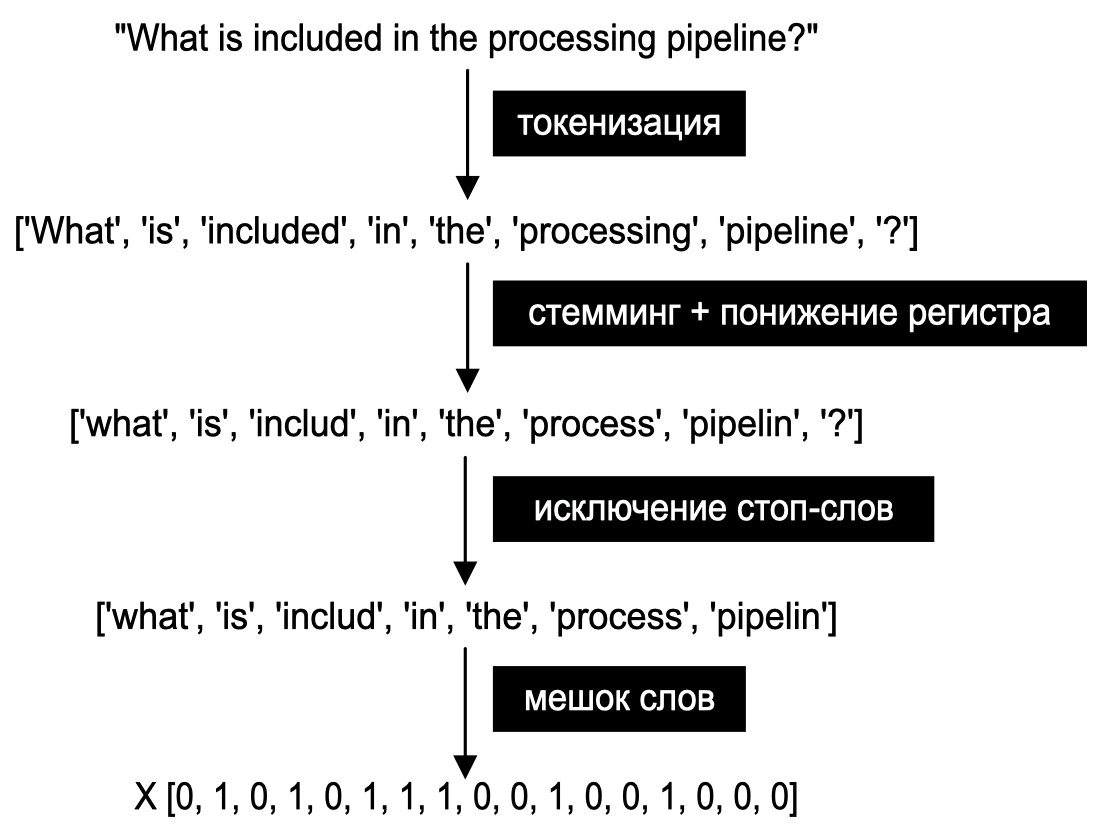 "What is included in the processing pipeline?"
токенизация
['What', 'is', 'included', 'in', 'the', 'processing', 'pipeline', '?']
стемминг + понижение регистра
['what', 'is', 'includ', 'in', 'the', 'process', 'pipelin', '?']
исключение стоп-слов
['what', 'is', 'includ', 'in', 'the', 'process', 'pipelin']
мешок слов
X [0, 1, 0, 1, 0, 1, 1, 1, 0, 0, 1, 0, 0, 1, 0, 0, 0]